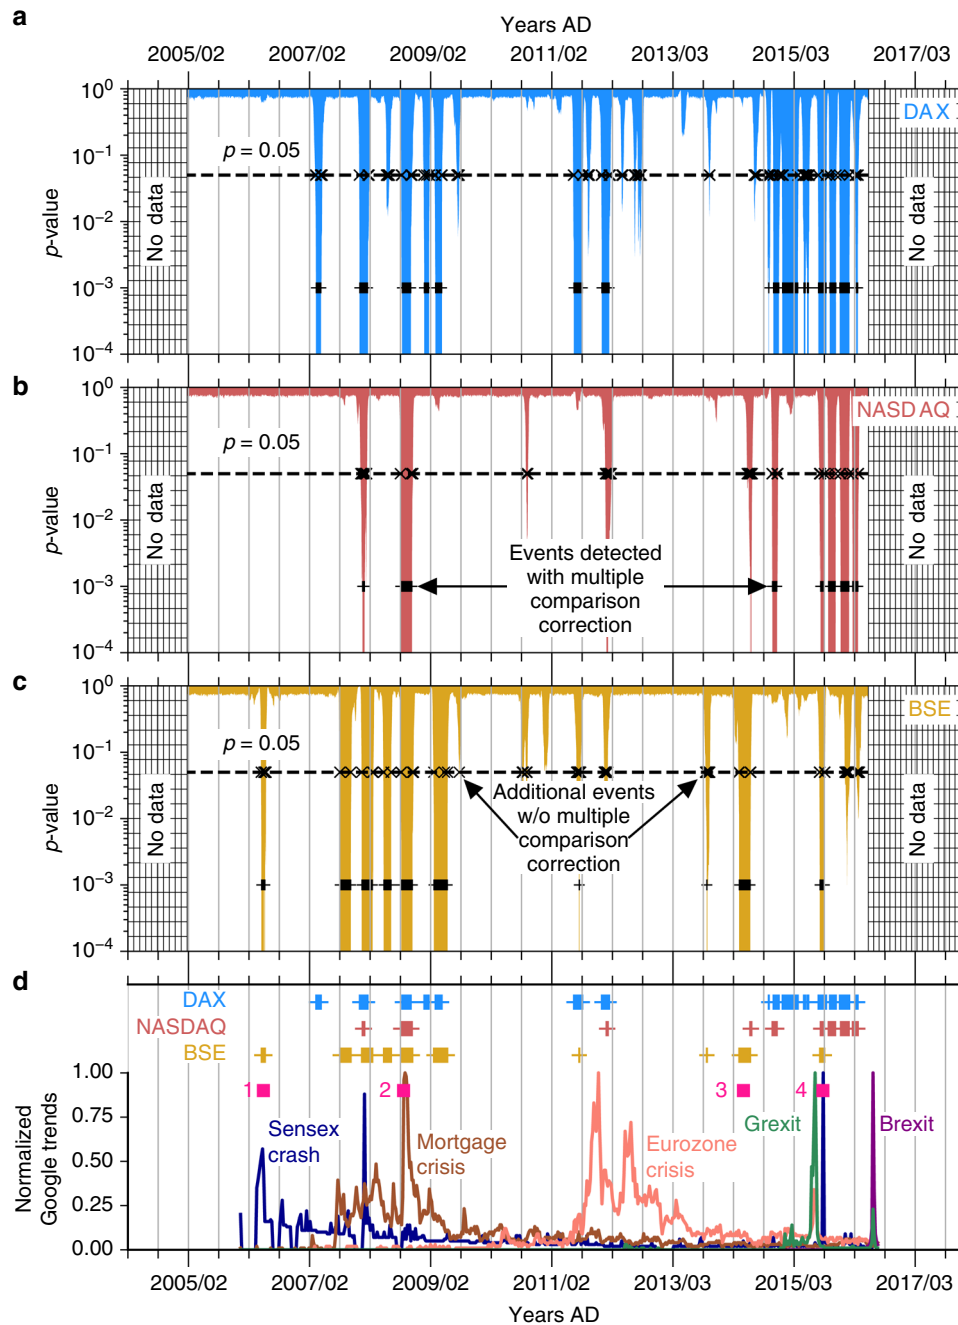 a
Years AD
2005/02 2007/02 2009/02 2011/02 2013/03 2015/03 2017/03
10^0
10^-1
10^-2
10^-3
10^-4
p-value
No data
p = 0.05
DAX
No data
b
10^0
10^-1
10^-2
10^-3
10^-4
p-value
No data
p = 0.05
NASDAQ
No data
Events detected
with multiple
comparison
correction
c
10^0
10^-1
10^-2
10^-3
10^-4
p-value
No data
p = 0.05
BSE
No data
Additional events
w/o multiple
comparison
correction
d
DAX
NASDAQ
BSE
1.00
0.75
0.50
0.25
0.00
Normalized
Google trends
1 2 3 4
Sensex
crash
Mortgage
crisis
Eurozone
crisis
Grexit
Brexit
2005/02 2007/02 2009/02 2011/02 2013/03 2015/03 2017/03
Years AD